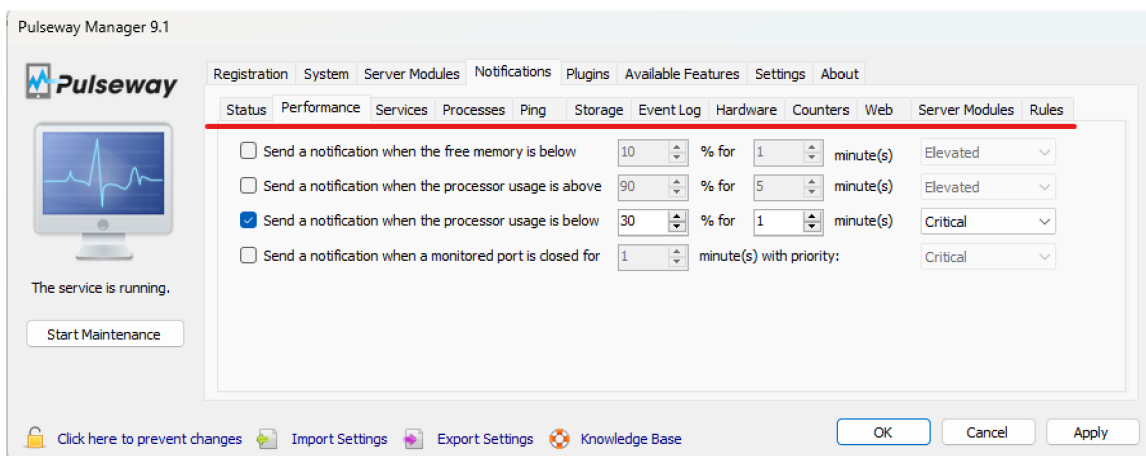 Pulseway Manager 9.1
Pulseway
Registration System Server Modules Notifications Plugins Available Features Settings About
Status Performance Services Processes Ping Storage Event Log Hardware Counters Web Server Modules Rules
Send a notification when the free memory is below 10 % for 1 minute(s) Elevated
Send a notification when the processor usage is above 90 % for 5 minute(s) Elevated
Send a notification when the processor usage is below 30 % for 1 minute(s) Critical
Send a notification when a monitored port is closed for 1 minute(s) with priority: Critical
The service is running.
Start Maintenance
Click here to prevent changes Import Settings Export Settings Knowledge Base OK Cancel Apply